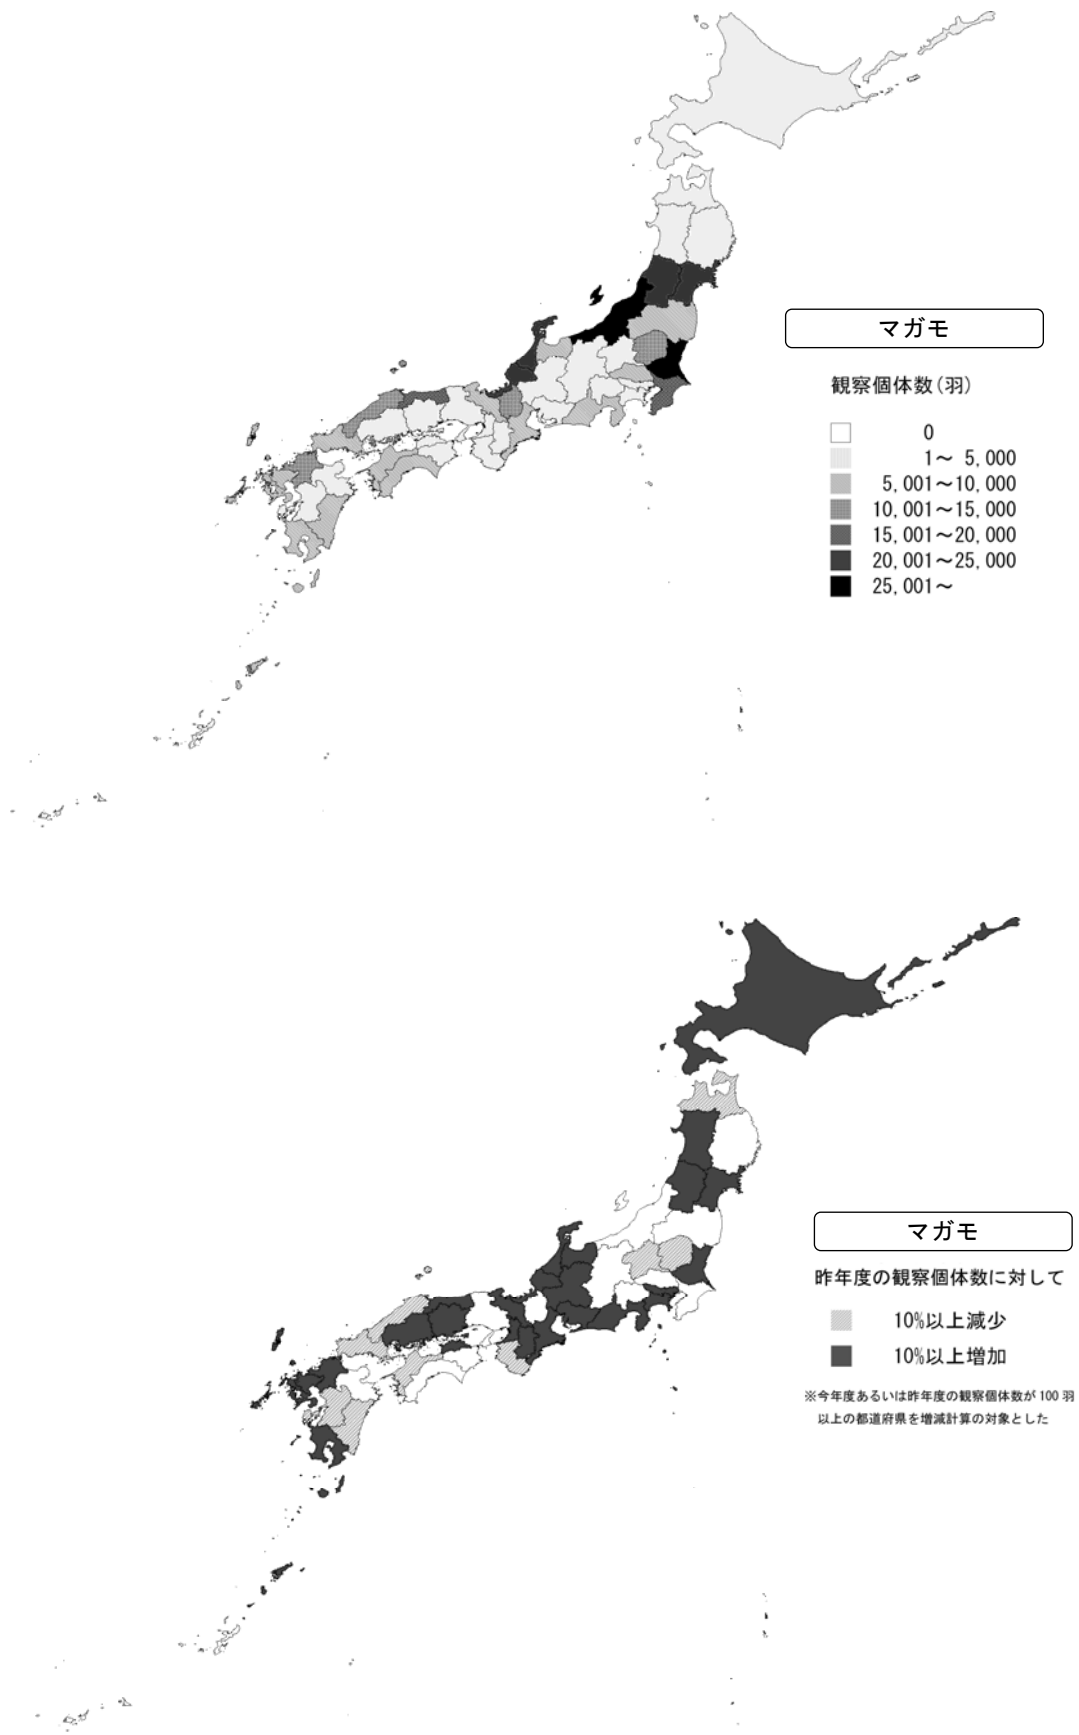 マガモ
観察個体数(羽)
0
1～ 5,000
5,001～10,000
10,001～15,000
15,001～20,000
20,001～25,000
25,001～
マガモ
昨年度の観察個体数に対して
10%以上減少
10%以上増加
※今年度あるいは昨年度の観察個体数が100羽
以上の都道府県を増減計算の対象とした